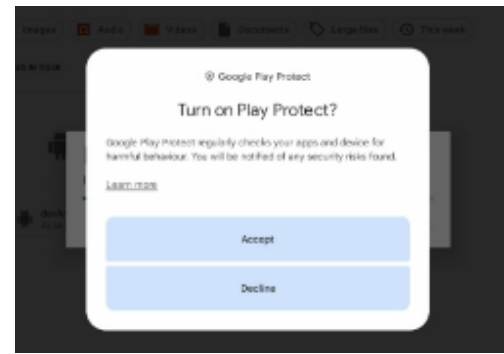 Images Audio Videos Documents Large files This week
Google Play Protect
Turn on Play Protect?
Google Play Protect regularly checks your apps and device for
harmful behaviour. You will be notified of any security risks found.
Learn more
Accept
Decline